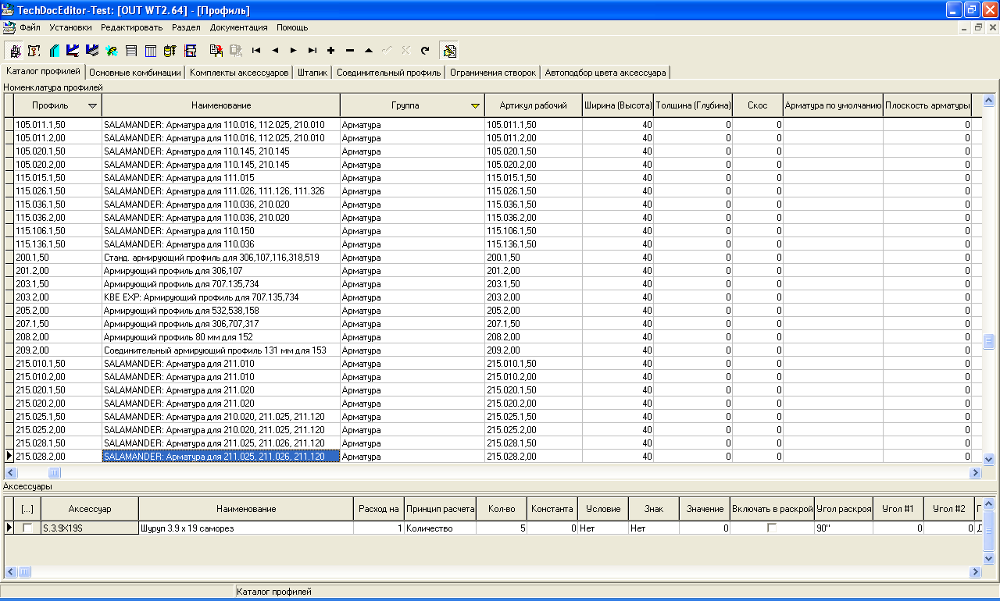 TechDocEditor-Test: [OUT WT2.64] - [Профиль]
Файл Установки Редактировать Раздел Документация Помощь
Каталог профилей Основные комбинации Комплекты аксессуаров Штапик Соединительный профиль Ограничения створок Автоподбор цвета аксессуара
Номенклатура профилей
Профиль Наименование Группа Артикул рабочий Ширина (Высота) Толщина (Глубина) Скос Арматура по умолчанию Плоскость арматуры
105.011.1,50 SALAMANDER: Арматура для 110.016, 112.025, 210.010 Арматура 105.011.1,50 40 0 0 0
105.011.2,00 SALAMANDER: Арматура для 110.016, 112.025, 210.010 Арматура 105.011.2,00 40 0 0 0
105.020.1,50 SALAMANDER: Арматура для 110.145, 210.145 Арматура 105.020.1,50 40 0 0 0
105.020.2,00 SALAMANDER: Арматура для 110.145, 210.145 Арматура 105.020.2,00 40 0 0 0
115.015.1,50 SALAMANDER: Арматура для 111.015 Арматура 115.015.1,50 40 0 0 0
115.026.1,50 SALAMANDER: Арматура для 111.026, 111.126, 111.326 Арматура 115.026.1,50 40 0 0 0
115.036.1,50 SALAMANDER: Арматура для 110.036, 210.020 Арматура 115.036.1,50 40 0 0 0
115.036.2,00 SALAMANDER: Арматура для 110.036, 210.020 Арматура 115.036.2,00 40 0 0 0
115.106.1,50 SALAMANDER: Арматура для 110.150 Арматура 115.106.1,50 40 0 0 0
115.136.1,50 SALAMANDER: Арматура для 110.036 Арматура 115.136.1,50 40 0 0 0
200.1,50 Станд. армирующий профиль для 306,107,116,318,519 Арматура 200.1,50 40 0 0 0
201.2,00 Армирующий профиль для 306,107 Арматура 201.2,00 40 0 0 0
203.1,50 Армирующий профиль для 707.135,734 Арматура 203.1,50 40 0 0 0
203.2,00 KBE EXP: Армирующий профиль для 707.135,734 Арматура 203.2,00 40 0 0 0
205.2,00 Армирующий профиль для 532,538,158 Арматура 205.2,00 40 0 0 0
207.1,50 Армирующий профиль для 306,707,317 Арматура 207.1,50 40 0 0 0
208.2,00 Армирующий профиль 80 мм для 152 Арматура 208.2,00 40 0 0 0
209.2,00 Соединительный армирующий профиль 131 мм для 153 Арматура 209.2,00 40 0 0 0
215.010.1,50 SALAMANDER: Арматура для 211.010 Арматура 215.010.1,50 40 0 0 0
215.010.2,00 SALAMANDER: Арматура для 211.010 Арматура 215.010.2,00 40 0 0 0
215.020.1,50 SALAMANDER: Арматура для 211.020 Арматура 215.020.1,50 40 0 0 0
215.020.2,00 SALAMANDER: Арматура для 211.020 Арматура 215.020.2,00 40 0 0 0
215.025.1,50 SALAMANDER: Арматура для 210.020, 211.025, 211.120 Арматура 215.025.1,50 40 0 0 0
215.025.2,00 SALAMANDER: Арматура для 210.020, 211.025, 211.120 Арматура 215.025.2,00 40 0 0 0
215.028.1,50 SALAMANDER: Арматура для 211.025, 211.026, 211.120 Арматура 215.028.1,50 40 0 0 0
215.028.2,00 SALAMANDER: Арматура для 211.025, 211.026, 211.120 Арматура 215.028.2,00 40 0 0 0
Аксессуары
[...] Аксессуар Наименование Расход на Принцип расчета Кол-во Константа Условие Знак Значение Включать в раскрой Угол раскроя Угол #1 Угол #2
S.3.9X19S Шуруп 3.9 x 19 саморез 1 Количество 5 0 Нет Нет 0 90'' 0 0
Каталог профилей